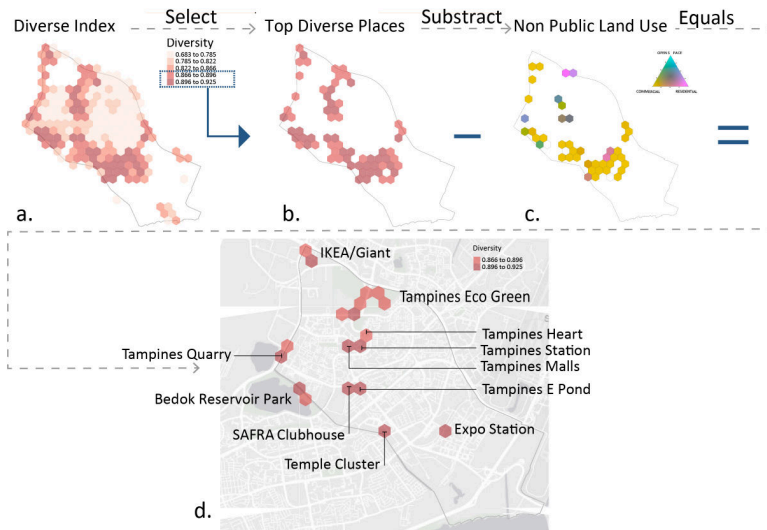 Diverse Index
Select
Top Diverse Places
Substract
Non Public Land Use
Equals
Diversity
0.683 to 0.785
0.785 to 0.822
0.822 to 0.866
0.866 to 0.896
0.896 to 0.925
COMMERCIAL
RESIDENTIAL
a.
b.
c.
IKEA/Giant
Diversity
0.866 to 0.896
0.896 to 0.925
Tampines Eco Green
Tampines Heart
Tampines Station
Tampines Malls
Tampines Quarry
Tampines E Pond
Bedok Reservoir Park
SAFRA Clubhouse
Expo Station
Temple Cluster
d.